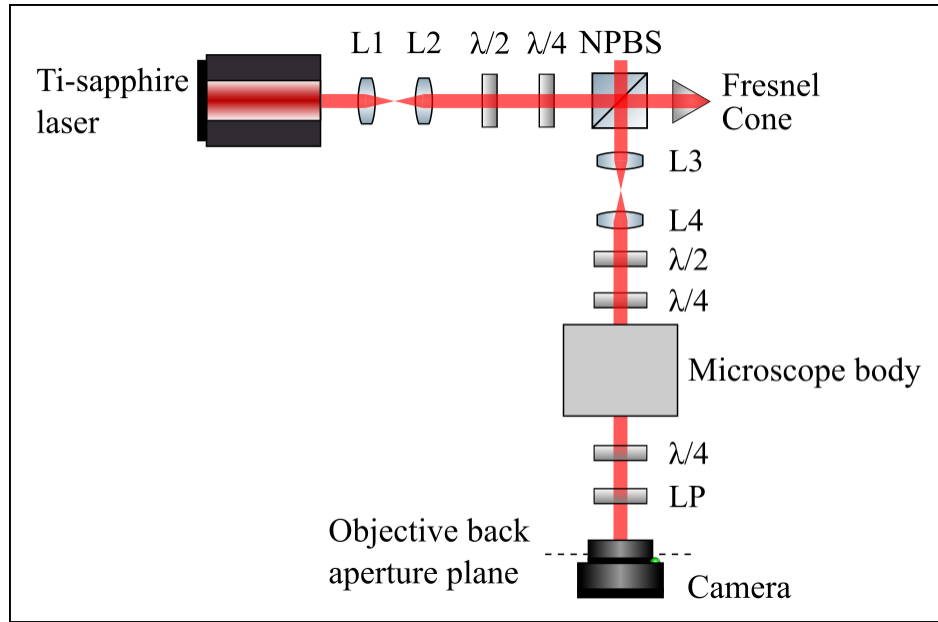 L1 L2 λ/2 λ/4 NPBS
Ti-sapphire
laser
Fresnel
Cone
L3
L4
λ/2
λ/4
Microscope body
λ/4
LP
Objective back
aperture plane
Camera